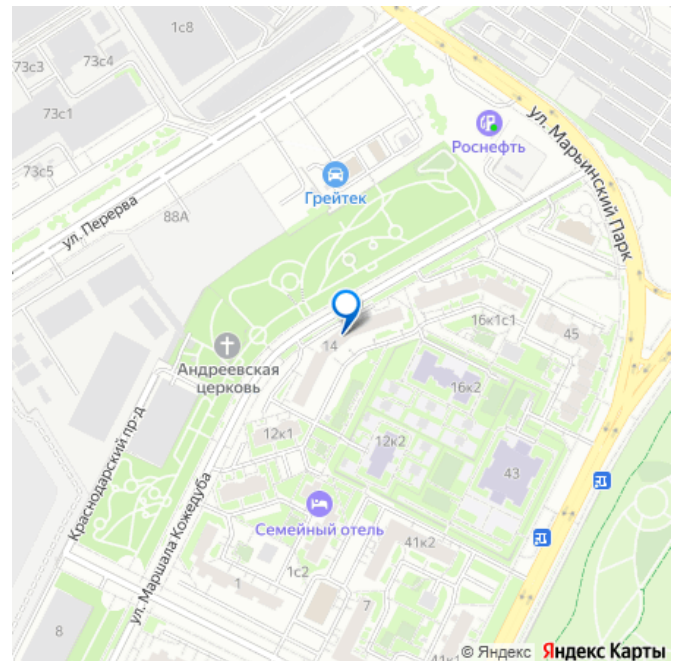 1с8
73с3
73с4
73с1
73с5
ул. Марьинский Парк
Роснефть
Грейтек
ул. Перерва
88А
Андреевская
церковь
14
16к1с1
45
16к2
Краснодарский пр-д
12к1
12к2
43
ул. Маршала Кожедуба
Семейный отель
41к2
1
1с2
7
8
© Яндекс Яндекс Карты